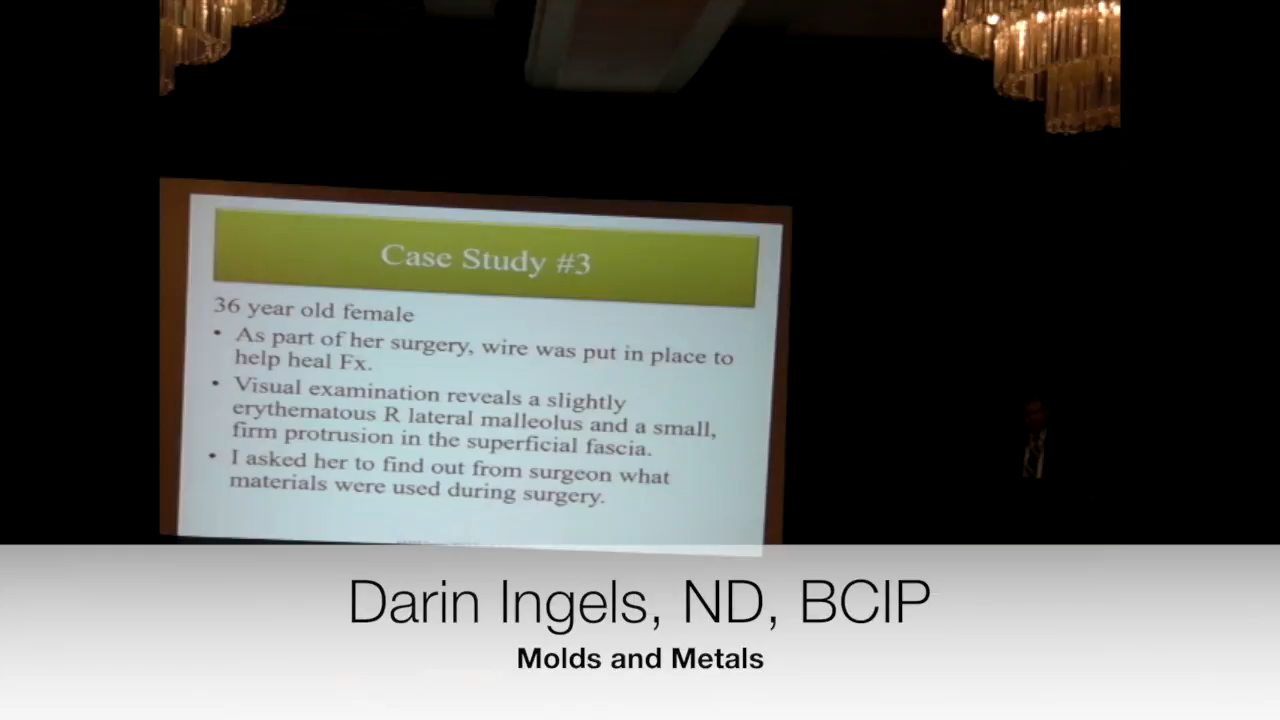 Case Study #3
36 year old female
• As part of her surgery, wire was put in place to
help heal Fx.
• Visual examination reveals a slightly
erythematous R lateral malleolus and a small,
firm protrusion in the superficial fascia.
• I asked her to find out from surgeon what
materials were used during surgery.
Darin Ingels, ND, BCIP
Molds and Metals